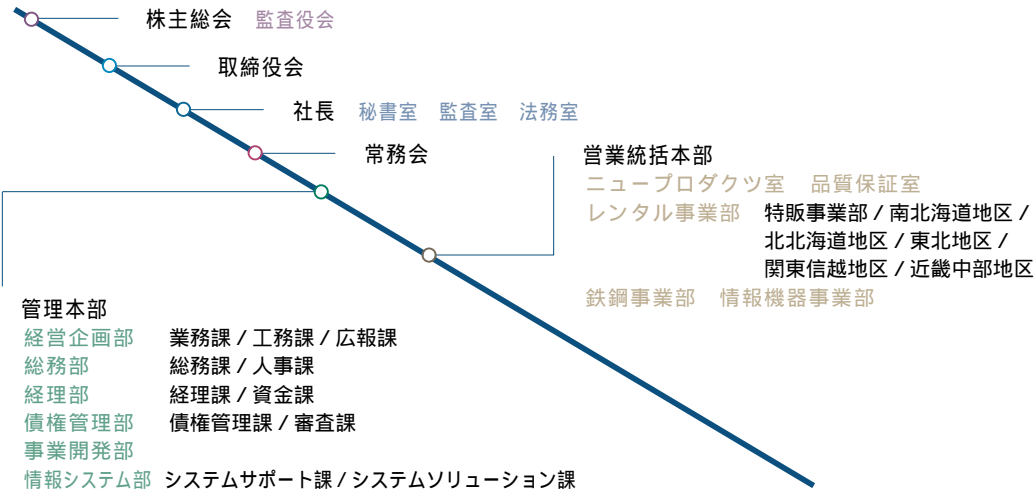 株主総会　監査役会
取締役会
社長　秘書室　監査室　法務室
常務会
営業統括本部
ニュープロダクツ室　品質保証室
レンタル事業部　特販事業部 / 南北海道地区 /
北北海道地区 / 東北地区 /
関東信越地区 / 近畿中部地区
鉄鋼事業部　情報機器事業部
管理本部
経営企画部　業務課 / 工務課 / 広報課
総務部　総務課 / 人事課
経理部　経理課 / 資金課
債権管理部　債権管理課 / 審査課
事業開発部
情報システム部　システムサポート課 / システムソリューション課